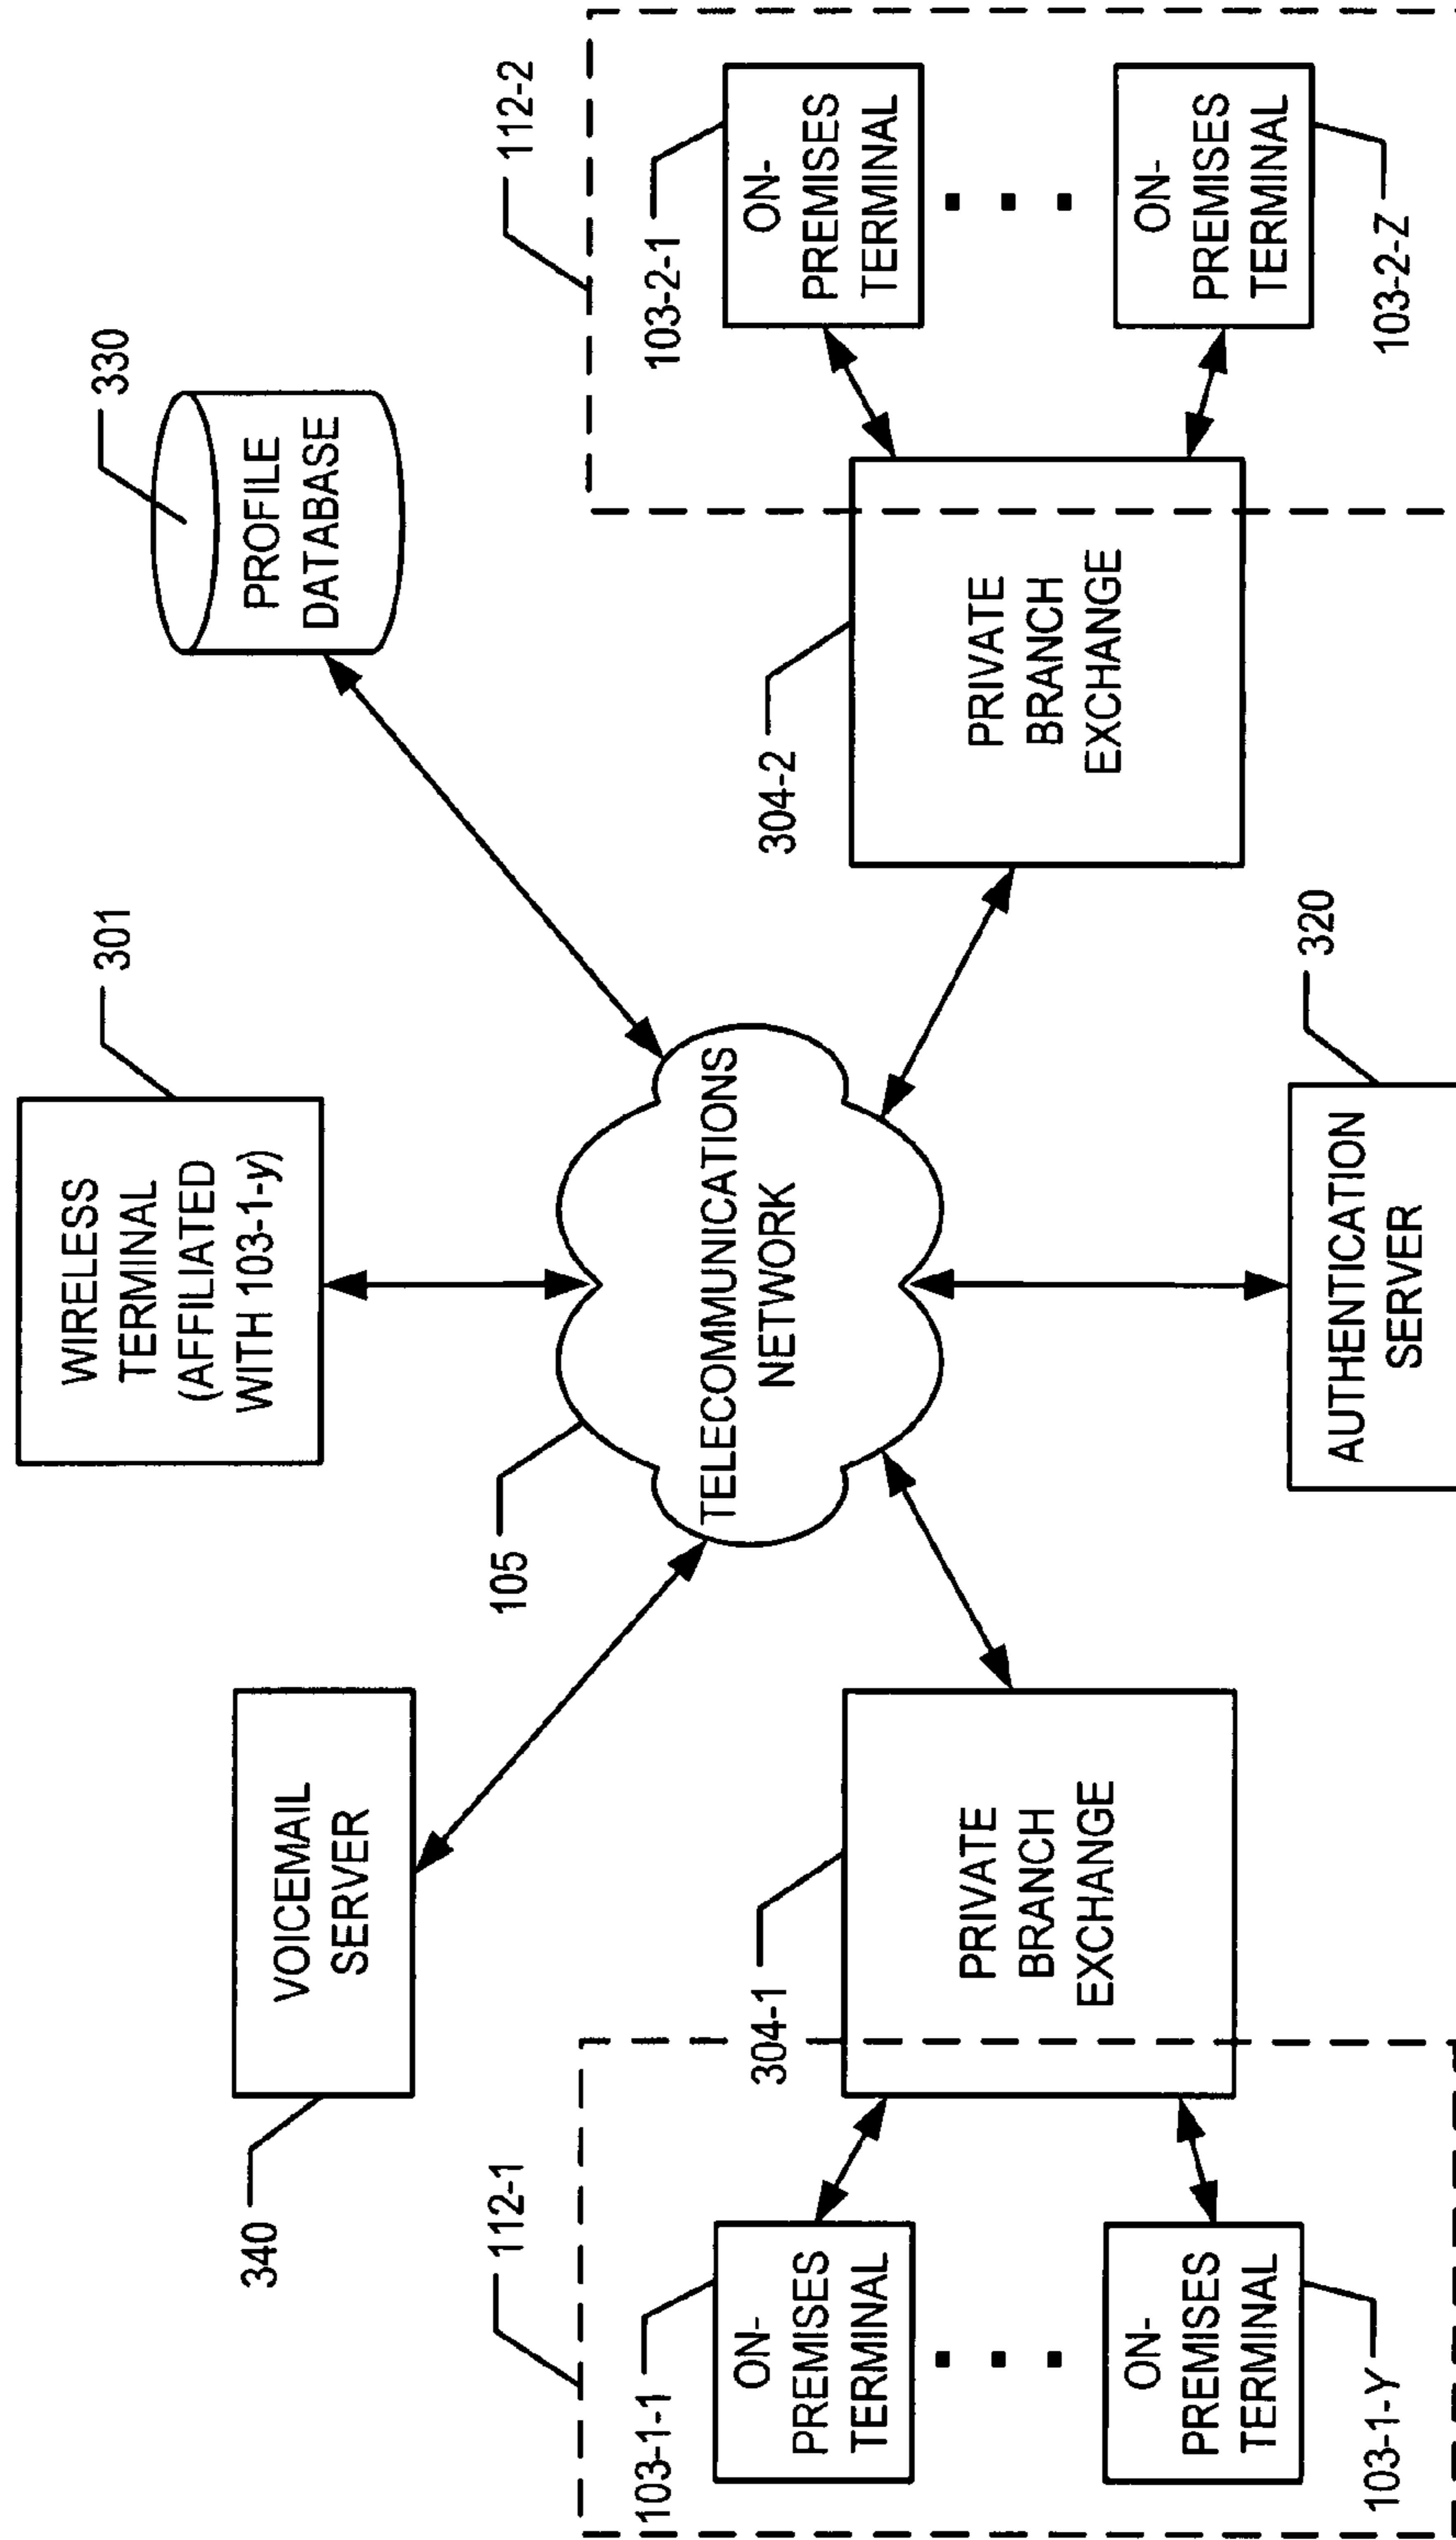 301
WIRELESS
TERMINAL
(AFFILIATED
WITH 103-1-y)
330
PROFILE
DATABASE
340
VOICEMAIL
SERVER
105
TELECOMMUNICATIONS
NETWORK
112-1
103-1-1
ON-
PREMISES
TERMINAL
ON-
PREMISES
TERMINAL
103-1-Y
304-1
PRIVATE
BRANCH
EXCHANGE
320
AUTHENTICATION
SERVER
304-2
PRIVATE
BRANCH
EXCHANGE
112-2
103-2-1
ON-
PREMISES
TERMINAL
ON-
PREMISES
TERMINAL
103-2-Z